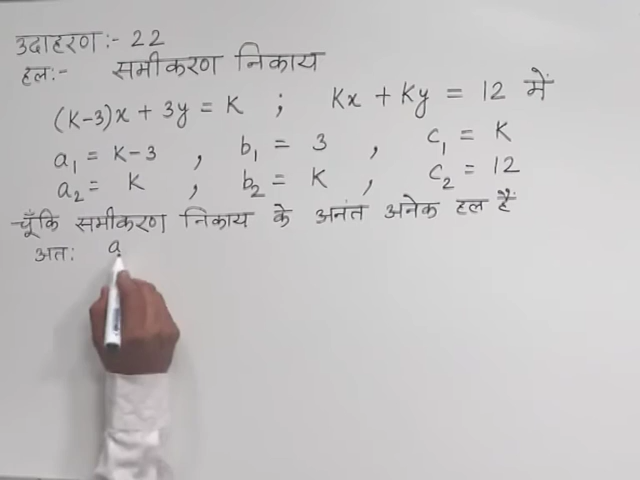 उदाहरण:- 22
हल:- समीकरण निकाय
(K-3)x + 3y = K ; Kx + Ky = 12 में
a₁ = K-3 , b₁ = 3 , c₁ = K
a₂ = K , b₂ = K , c₂ = 12
चूँकि समीकरण निकाय के अनंत अनेक हल हैं
अत: a